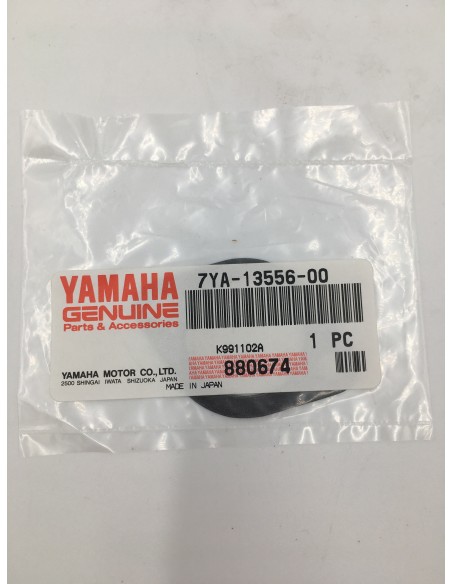 YAMAHA
GENUINE
Parts & Accessories
7YA-13556-00
K991102A
1 PC
880674
YAMAHA MOTOR CO., LTD.
2500 SHINGAI IWATA SHIZUOKA JAPAN
MADE IN JAPAN